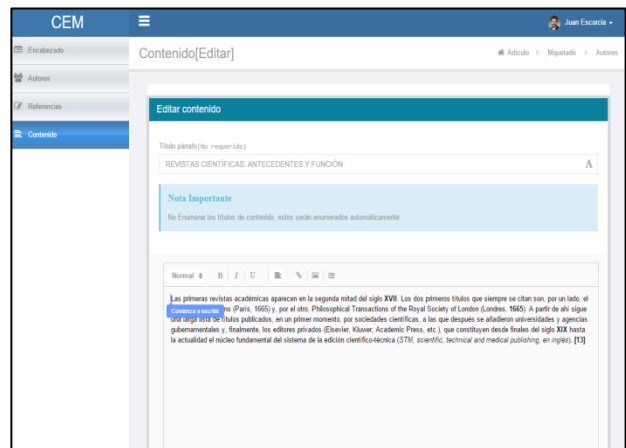 CEM
Juan Escorcia
Encabezado
Contenido[Editar]
Artículo > Mquetado > Autores
Autores
Referencias
Editar contenido
Contenido
Título párrafo(No requerido)
REVISTAS CIENTÍFICAS: ANTECEDENTES Y FUNCIÓN
A
Nota Importante
No Enumerar los títulos de contenido, estos serán enumerados automáticamente
Normal B I U
Las primeras revistas académicas aparecen en la segunda mitad del siglo XVII. Los dos primeros títulos que siempre se citan son, por un lado, el
Comienza a escribir
(París, 1665) y, por el otro, Philosophical Transactions of the Royal Society of London (Londres, 1665). A partir de ahí sigue
una larga lista de títulos publicados, en un primer momento, por sociedades científicas, a las que después se añadieron universidades y agencias
gubernamentales y, finalmente, los editores privados (Elsevier, Kluwer, Academic Press, etc.), que constituyen desde finales del siglo XIX hasta
la actualidad el núcleo fundamental del sistema de la edición científico-técnica (STM, scientific, technical and medical publishing, en inglés). [13]